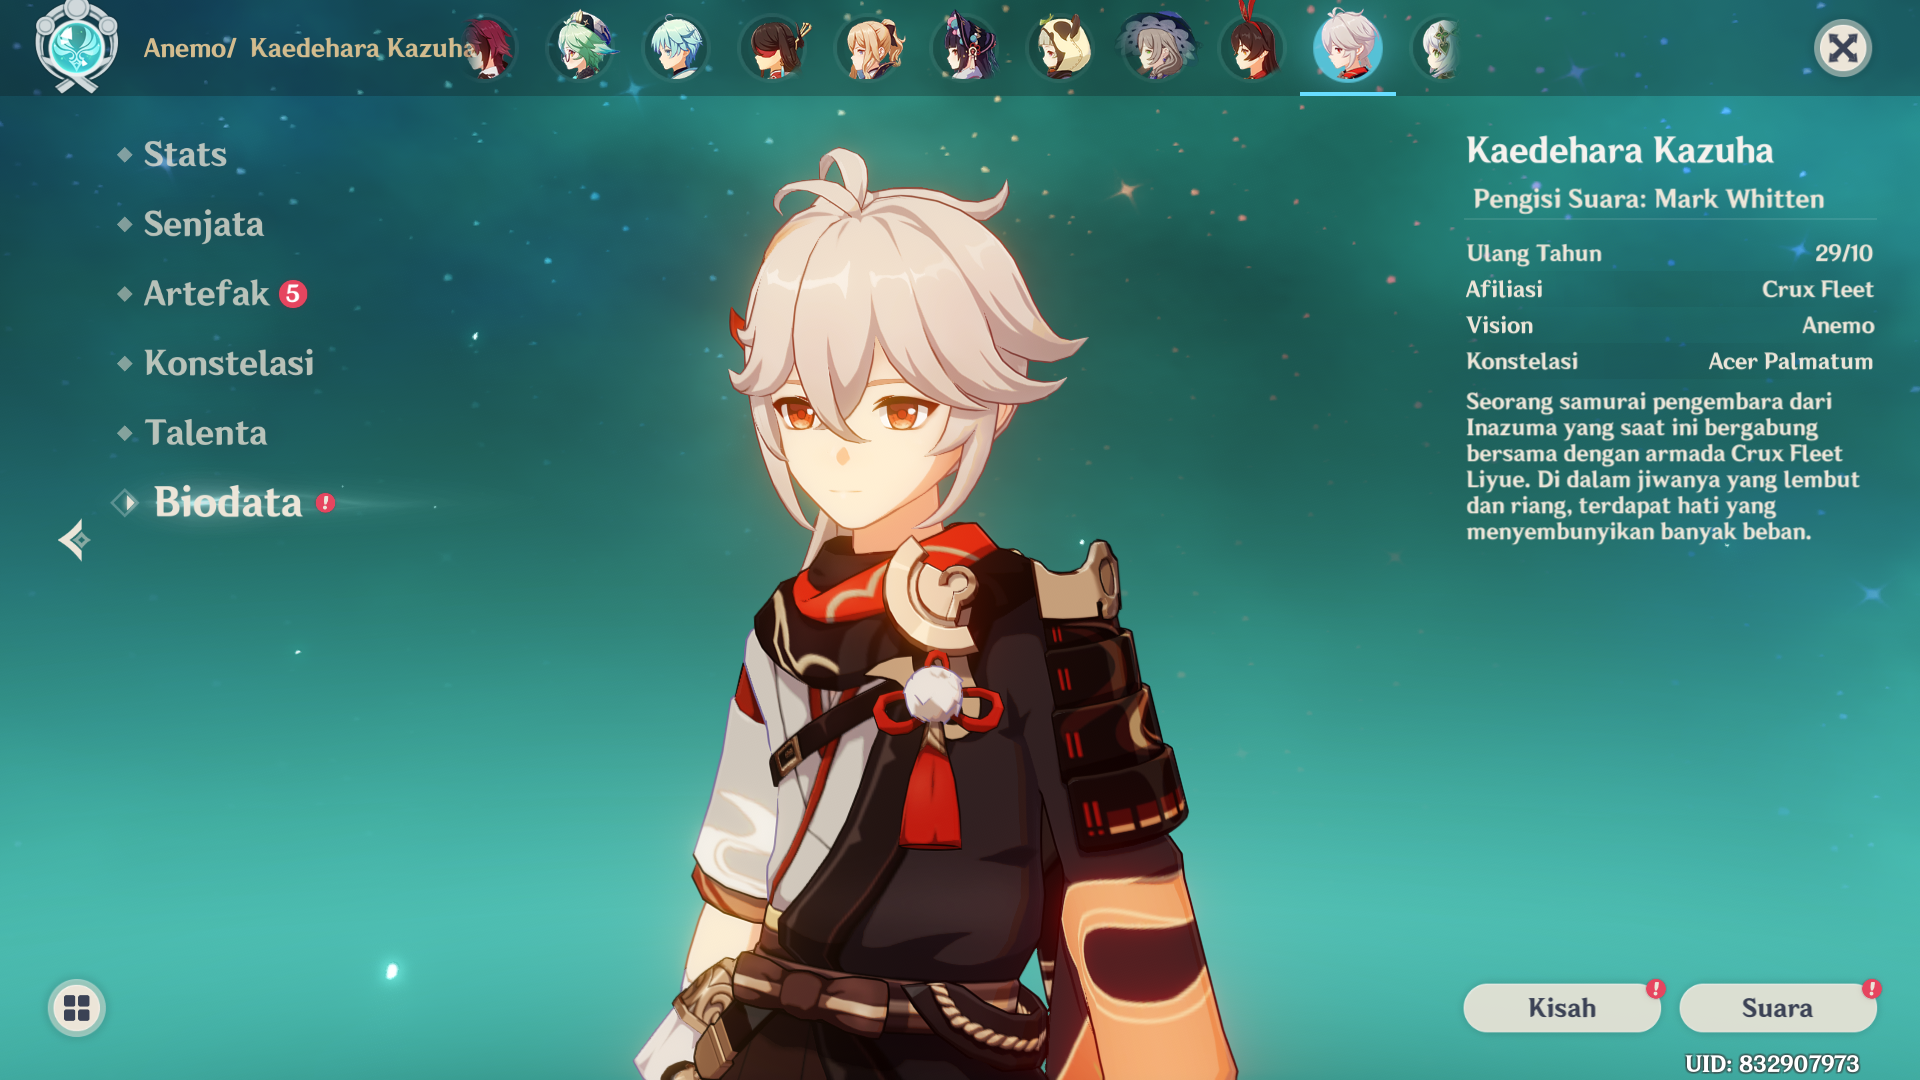 Anemo/ Kaedehara Kazuha
Stats
Senjata
Artefak 5
Konstelasi
Talenta
Biodata !
Kaedehara Kazuha
Pengisi Suara: Mark Whitten
Ulang Tahun 29/10
Afiliasi Crux Fleet
Vision Anemo
Konstelasi Acer Palmatum
Seorang samurai pengembara dari
Inazuma yang saat ini bergabung
bersama dengan armada Crux Fleet
Liyue. Di dalam jiwanya yang lembut
dan riang, terdapat hati yang
menyembunyikan banyak beban.
Kisah !
Suara !
UID: 832907973